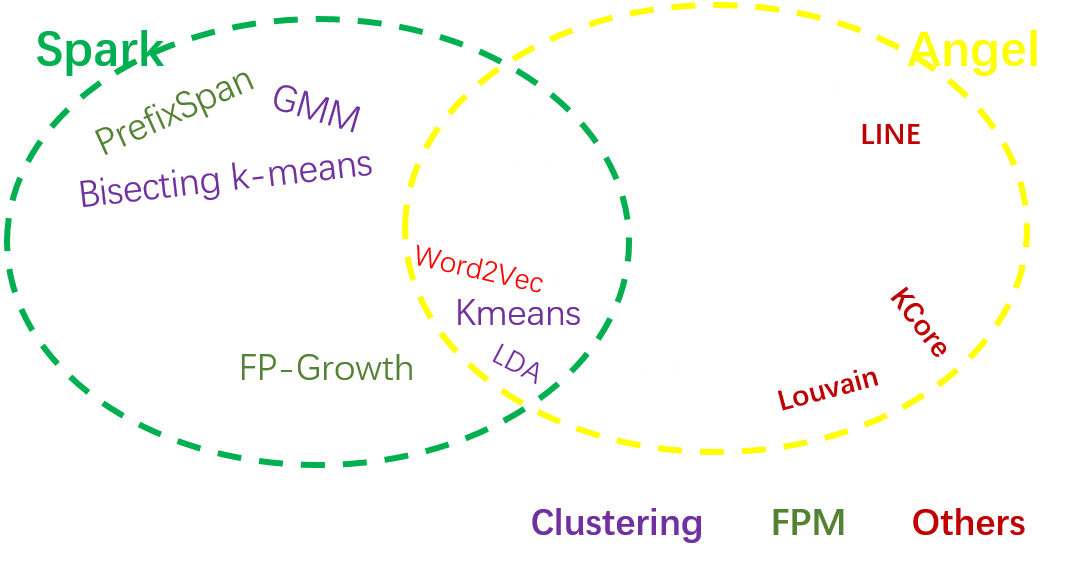 Spark
Angel
PrefixSpan
GMM
LINE
Bisecting k-means
Word2Vec
Kmeans
KCore
LDA
FP-Growth
Louvain
Clustering FPM Others